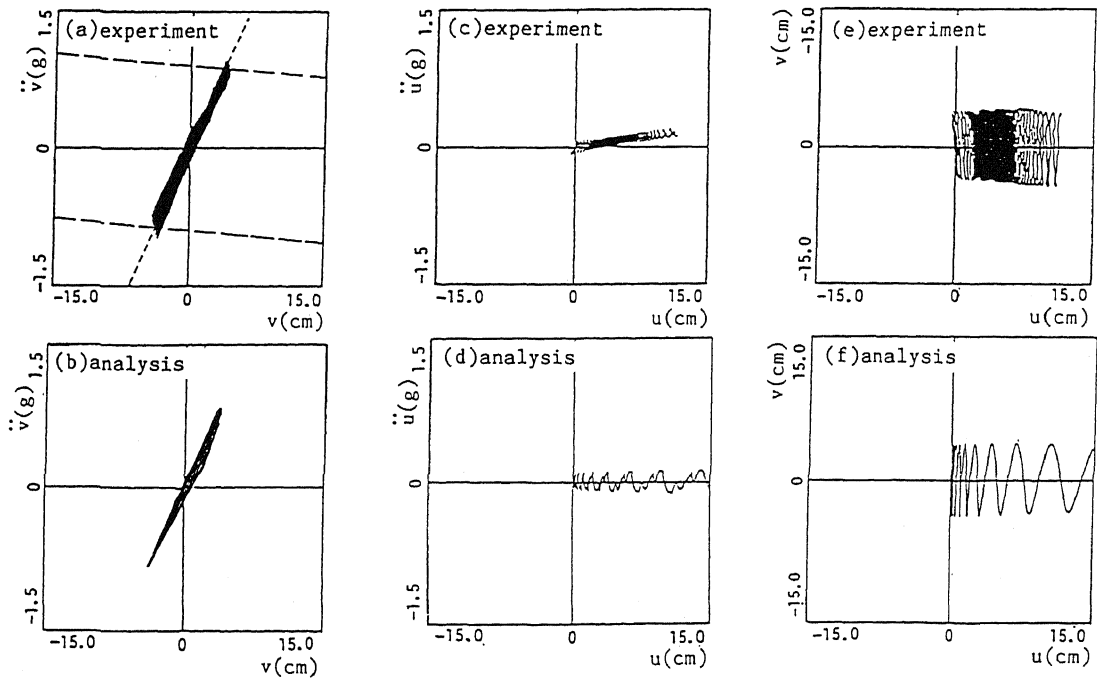 (a)experiment
1.5
v̈(g)
0
-1.5
-15.0 0 15.0
v(cm)
(c)experiment
1.5
ü(g)
0
-1.5
-15.0 0 15.0
u(cm)
(e)experiment
v(cm)
-15.0
0
-15.0
-15.0 0 15.0
u(cm)
(b)analysis
1.5
v̈(g)
0
-1.5
-15.0 0 15.0
v(cm)
(d)analysis
1.5
ü(g)
0
-1.5
-15.0 0 15.0
u(cm)
(f)analysis
v(cm)
15.0
0
-15.0
-15.0 0 15.0
u(cm)